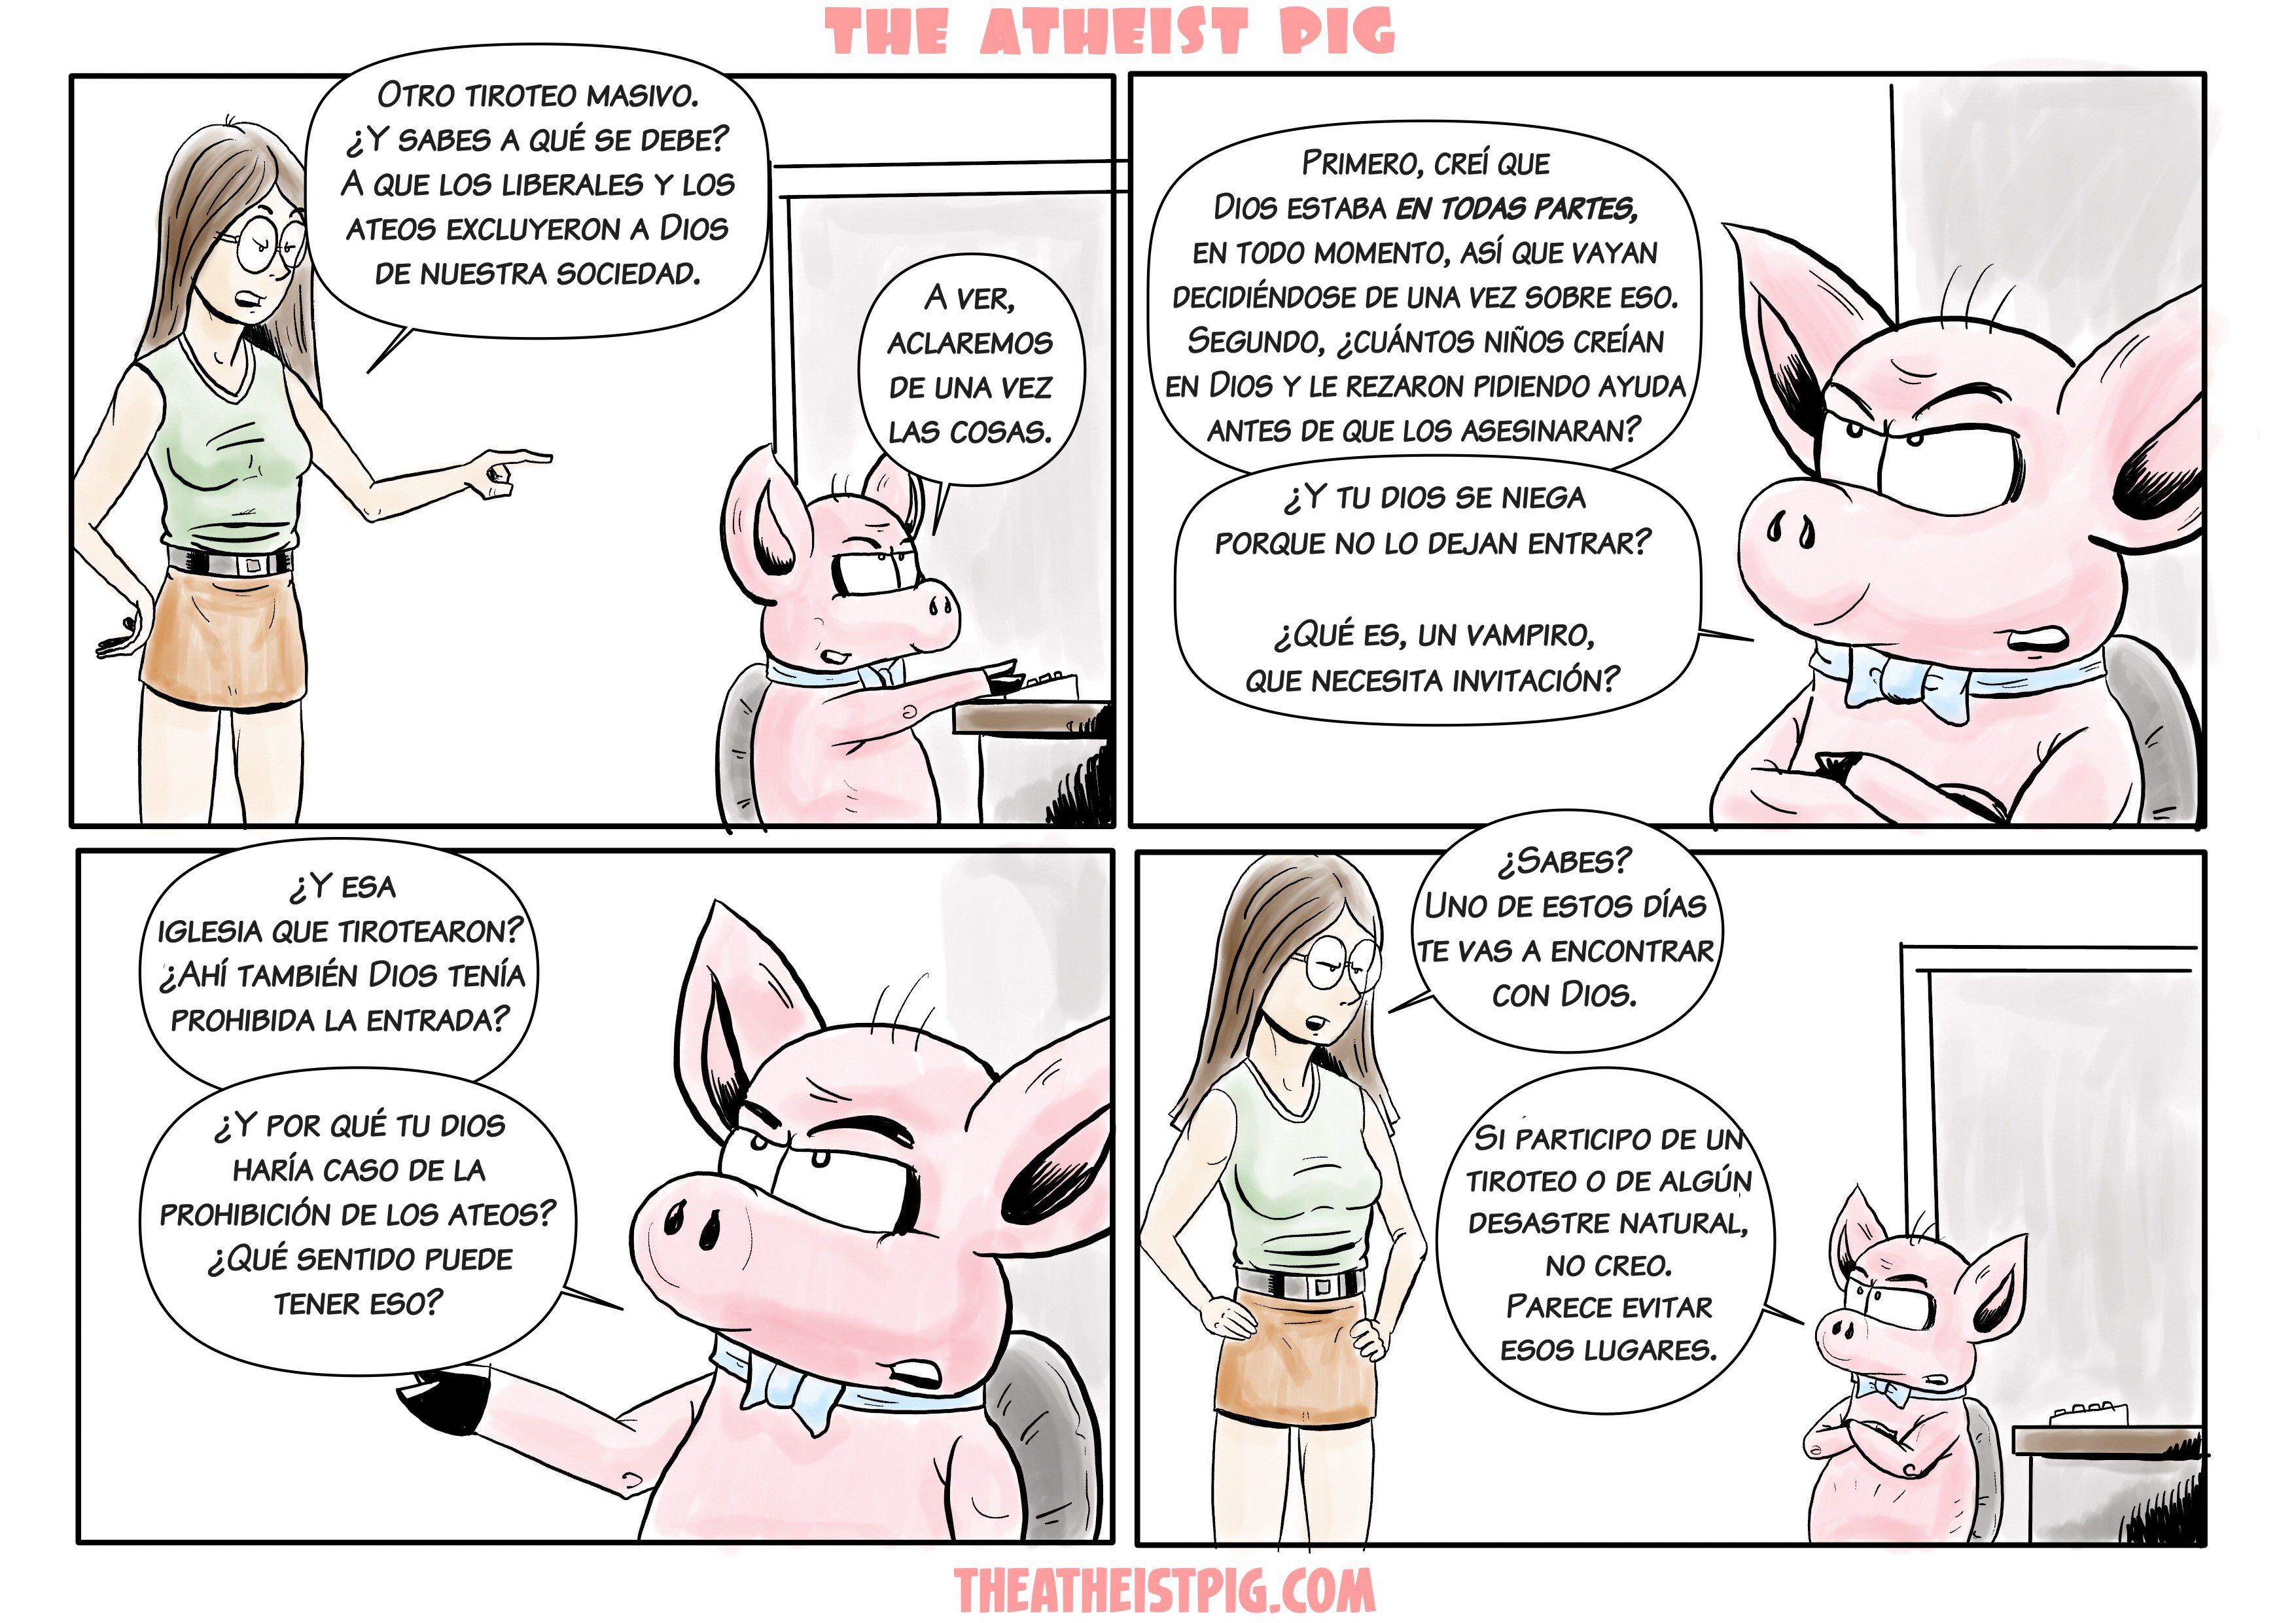 THE ATHEIST PIG
OTRO TIROTEO MASIVO.
¿Y SABES A QUÉ SE DEBE?
A QUE LOS LIBERALES Y LOS
ATEOS EXCLUYERON A DIOS
DE NUESTRA SOCIEDAD.
A VER,
ACLAREMOS
DE UNA VEZ
LAS COSAS.
PRIMERO, CREÍ QUE
DIOS ESTABA EN TODAS PARTES,
EN TODO MOMENTO, ASÍ QUE VAYAN
DECIDIÉNDOSE DE UNA VEZ SOBRE ESO.
SEGUNDO, ¿CUÁNTOS NIÑOS CREÍAN
EN DIOS Y LE REZARON PIDIENDO AYUDA
ANTES DE QUE LOS ASESINARAN?
¿Y TU DIOS SE NIEGA
PORQUE NO LO DEJAN ENTRAR?
¿QUÉ ES, UN VAMPIRO,
QUE NECESITA INVITACIÓN?
¿Y ESA
IGLESIA QUE TIROTEARON?
¿AHÍ TAMBIÉN DIOS TENÍA
PROHIBIDA LA ENTRADA?
¿Y POR QUÉ TU DIOS
HARÍA CASO DE LA
PROHIBICIÓN DE LOS ATEOS?
¿QUÉ SENTIDO PUEDE
TENER ESO?
¿SABES?
UNO DE ESTOS DÍAS
TE VAS A ENCONTRAR
CON DIOS.
SI PARTICIPO DE UN
TIROTEO O DE ALGÚN
DESASTRE NATURAL,
NO CREO.
PARECE EVITAR
ESOS LUGARES.
THEATHEISTPIG.COM